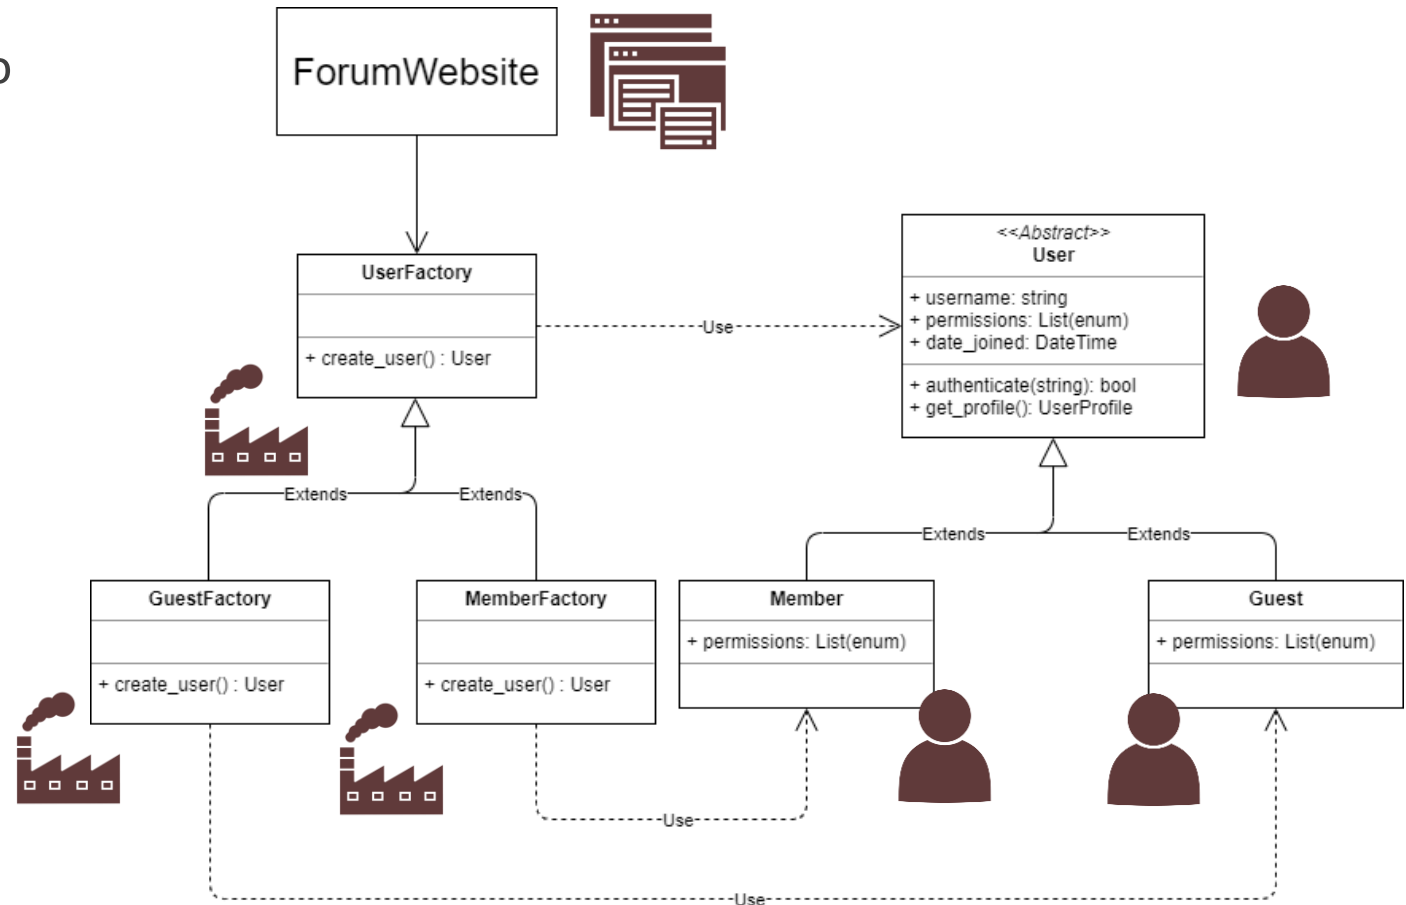 ForumWebsite
UserFactory
+ create_user() : User
Use
<<Abstract>>
User
+ username: string
+ permissions: List(enum)
+ date_joined: DateTime
+ authenticate(string): bool
+ get_profile(): UserProfile
Extends
Extends
Extends
Extends
GuestFactory
+ create_user() : User
MemberFactory
+ create_user() : User
Member
+ permissions: List(enum)
Guest
+ permissions: List(enum)
Use
Use